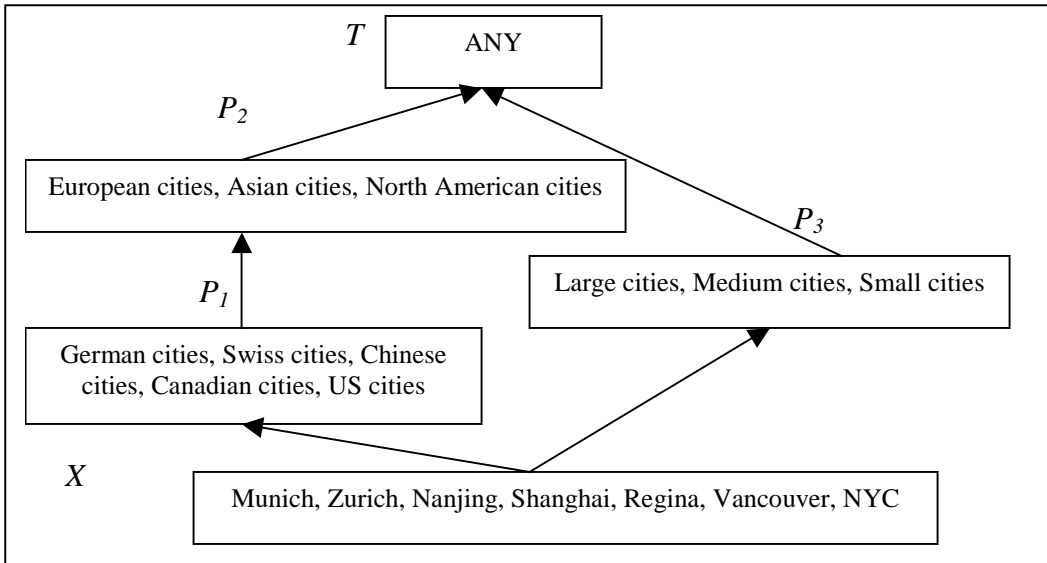 T
ANY
P2
European cities, Asian cities, North American cities
P3
Large cities, Medium cities, Small cities
P1
German cities, Swiss cities, Chinese
cities, Canadian cities, US cities
X
Munich, Zurich, Nanjing, Shanghai, Regina, Vancouver, NYC